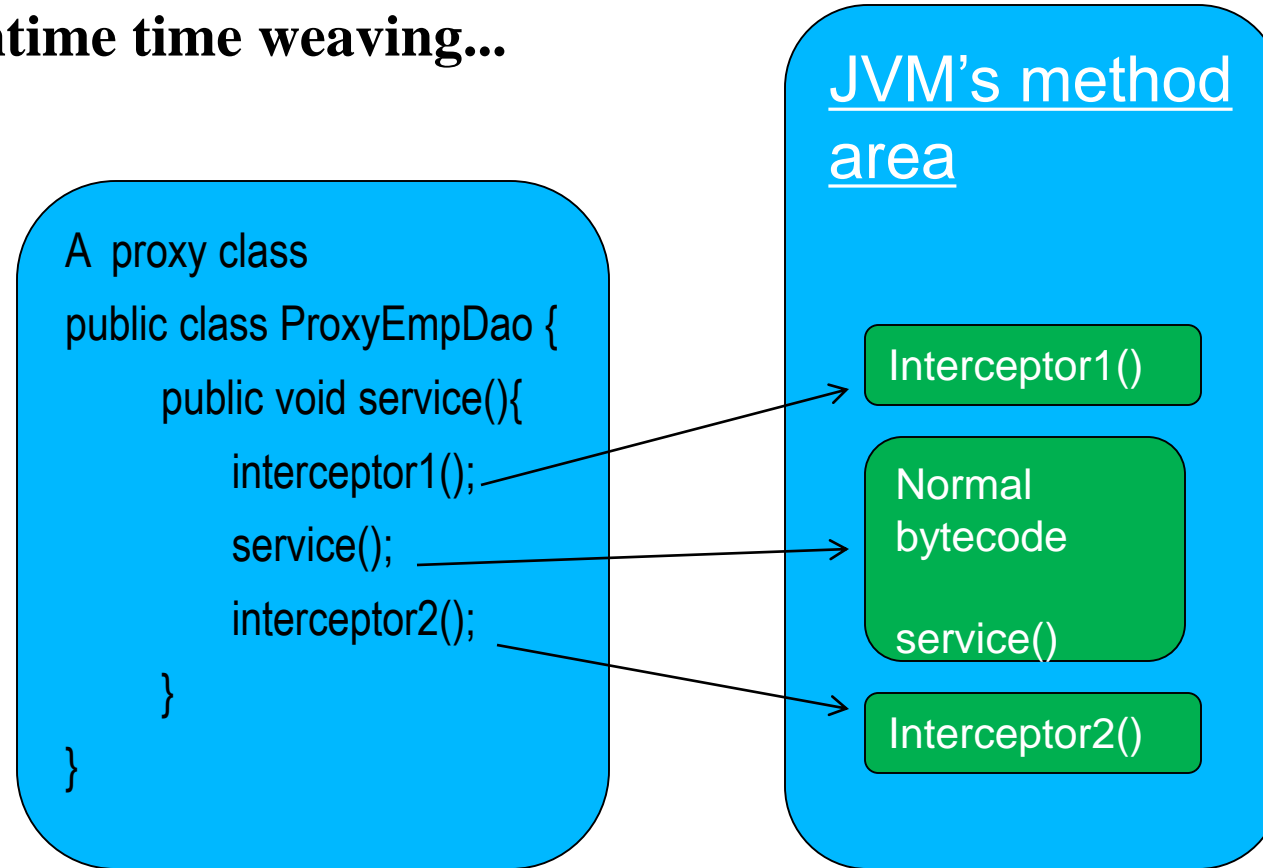 time time weaving...
A proxy class
public class ProxyEmpDao {
public void service(){
interceptor1();
service();
interceptor2();
}
}
JVM's method
area
Interceptor1()
Normal
bytecode
service()
Interceptor2()